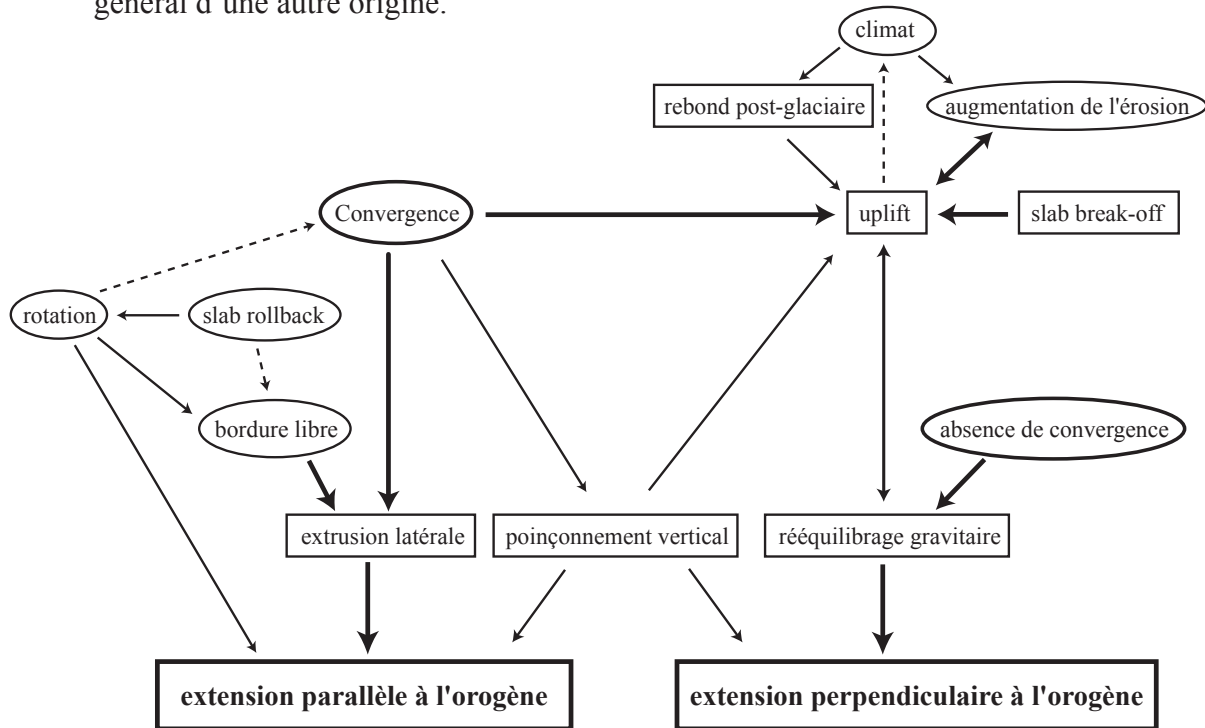 général d'une autre origine.
climat
rebond post-glaciaire
augmentation de l'érosion
Convergence
uplift
slab break-off
rotation
slab rollback
bordure libre
absence de convergence
extrusion latérale
poinçonnement vertical
rééquilibrage gravitaire
extension parallèle à l'orogène
extension perpendiculaire à l'orogène